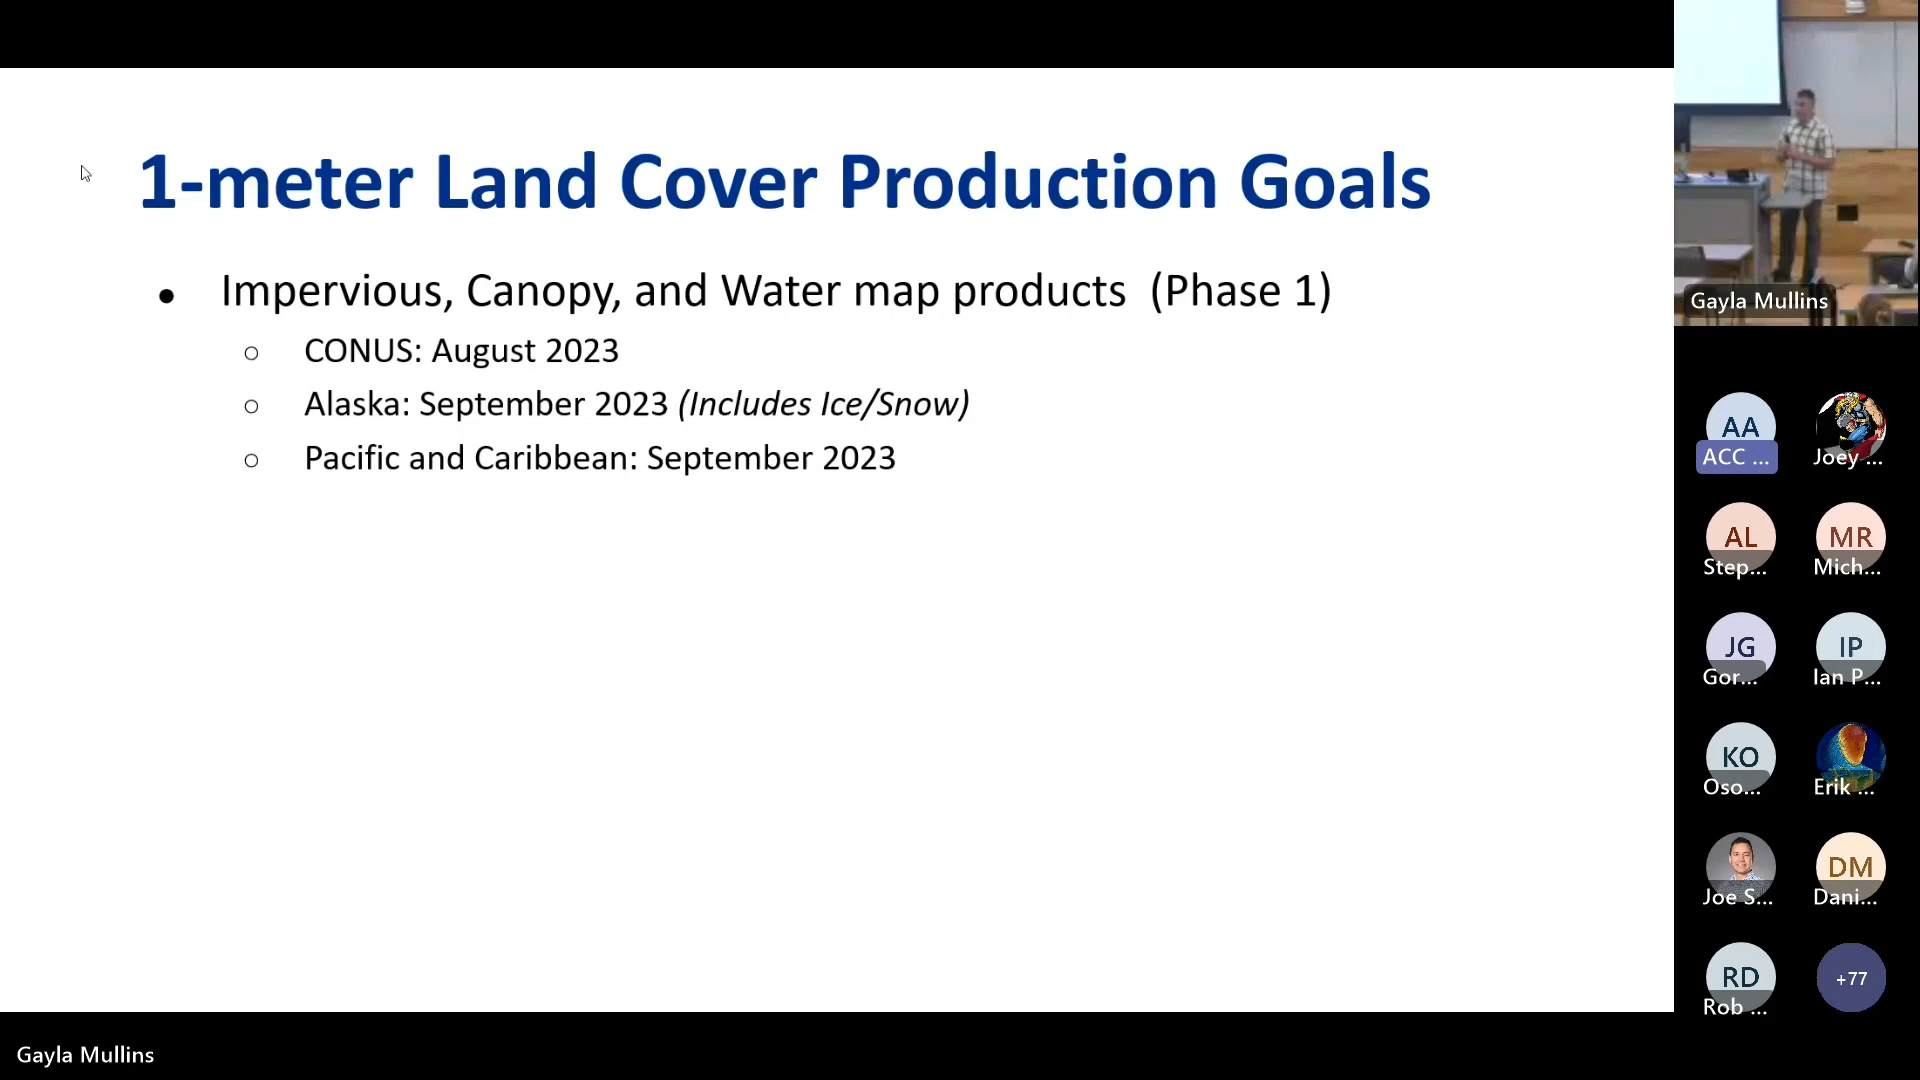 1-meter Land Cover Production Goals
● Impervious, Canopy, and Water map products (Phase 1)
○ CONUS: August 2023
○ Alaska: September 2023 (Includes Ice/Snow)
○ Pacific and Caribbean: September 2023
Gayla Mullins
AA
ACC ...
Joey ...
AL
Step...
MR
Mich...
JG
Gor...
IP
Ian P...
KO
Oso...
Erik ...
Joe S...
DM
Dani...
RD
Rob ...
+77
Gayla Mullins